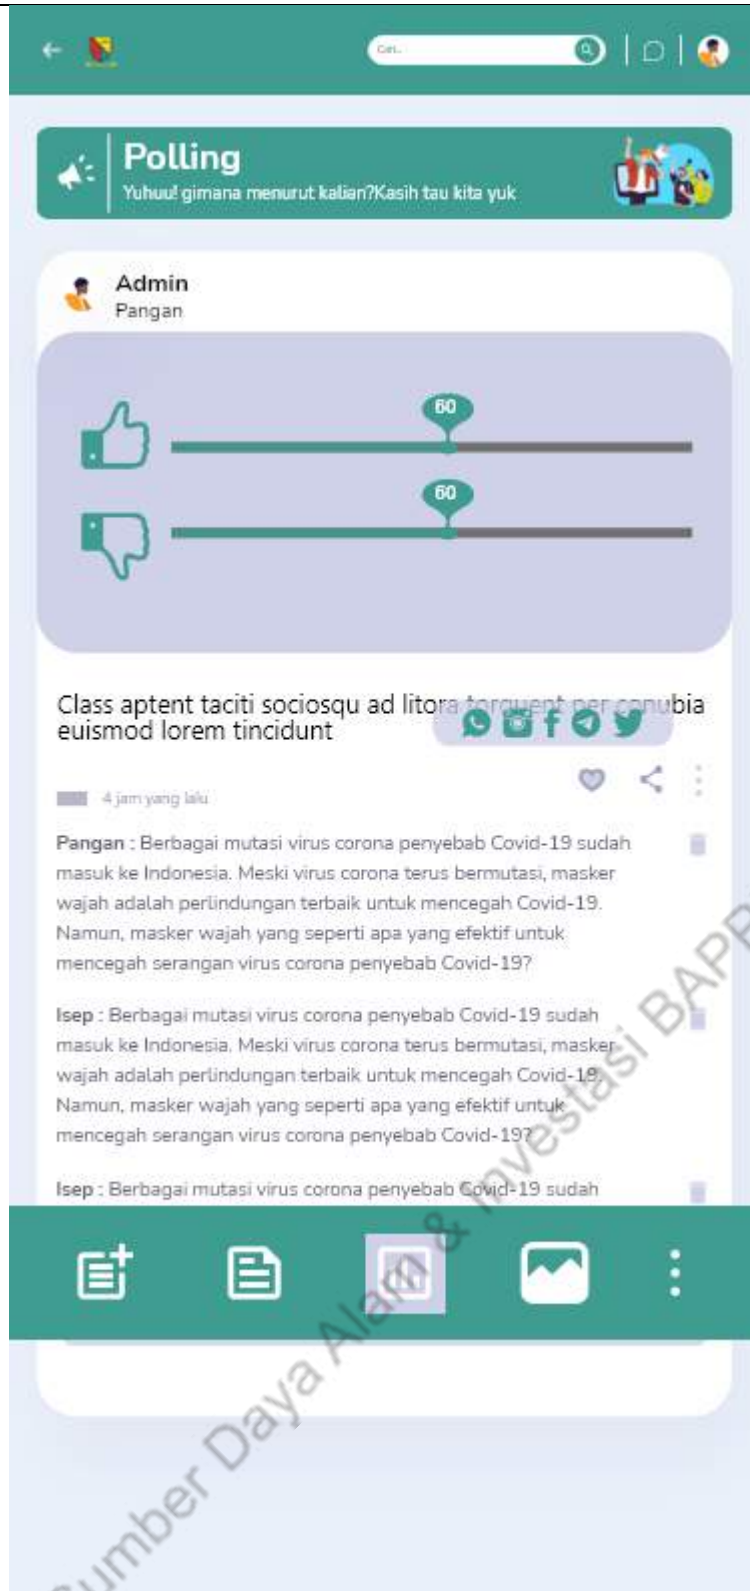 Cari...
Polling
Yuhuu! gimana menurut kalian?Kasih tau kita yuk
Admin
Pangan
60
60
Class aptent taciti sociosqu ad litora torquent per conubia
euismod lorem tincidunt
4 jam yang lalu
Pangan : Berbagai mutasi virus corona penyebab Covid-19 sudah
masuk ke Indonesia. Meski virus corona terus bermutasi, masker
wajah adalah perlindungan terbaik untuk mencegah Covid-19.
Namun, masker wajah yang seperti apa yang efektif untuk
mencegah serangan virus corona penyebab Covid-19?
Isep : Berbagai mutasi virus corona penyebab Covid-19 sudah
masuk ke Indonesia. Meski virus corona terus bermutasi, masker
wajah adalah perlindungan terbaik untuk mencegah Covid-19.
Namun, masker wajah yang seperti apa yang efektif untuk
mencegah serangan virus corona penyebab Covid-19?
Isep : Berbagai mutasi virus corona penyebab Covid-19 sudah
Sumber Daya Alam & Investasi BAPP